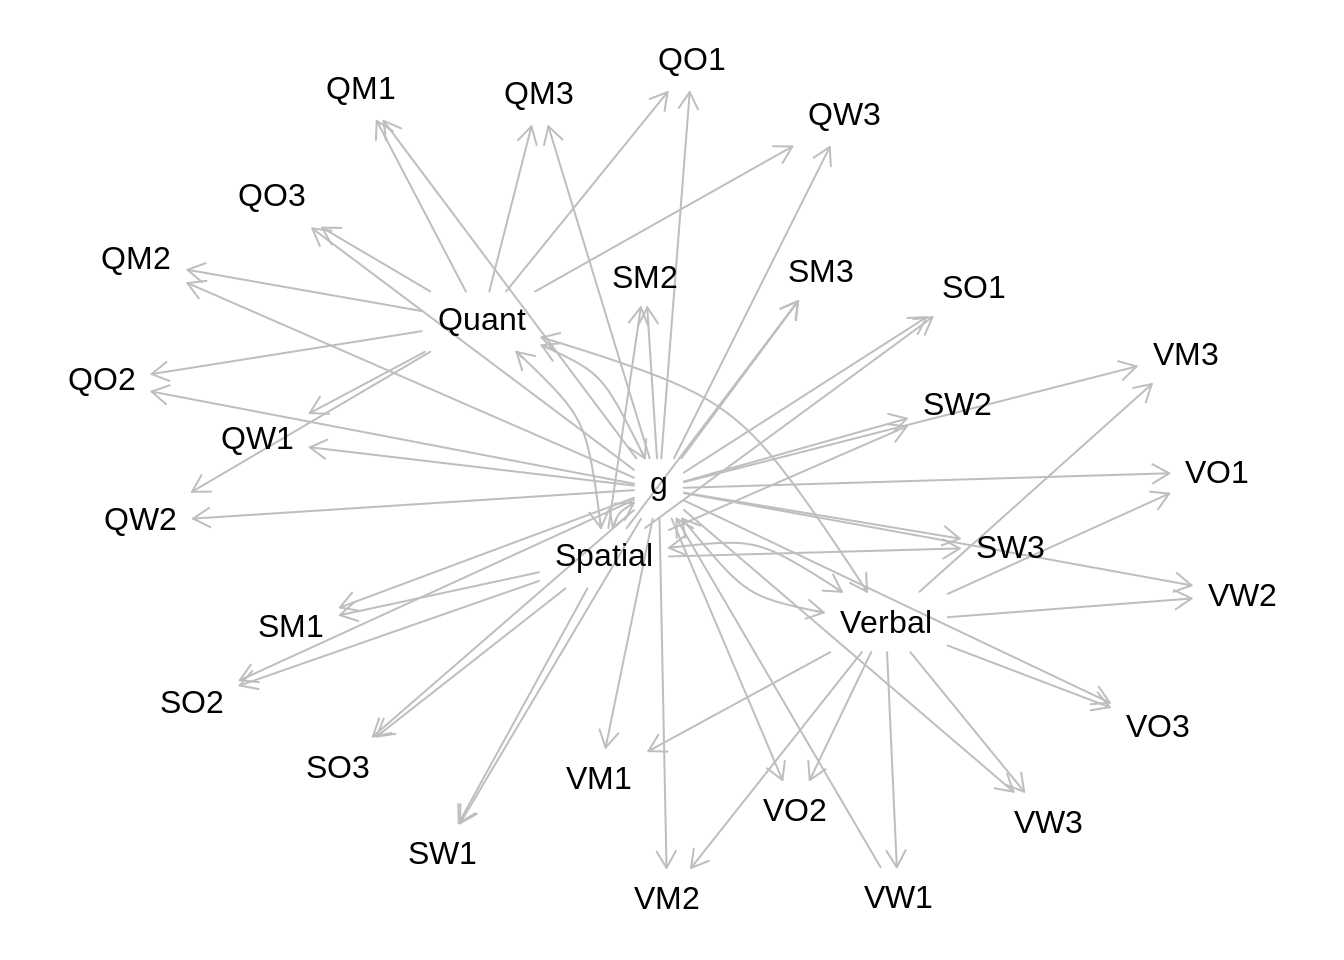 QO1
QM1
QM3
QW3
QO3
QM2
SM2
SM3
SO1
Quant
VM3
QO2
SW2
QW1
VO1
g
QW2
Spatial
SW3
VW2
SM1
Verbal
SO2
VO3
SO3
VM1
VO2
VW3
SW1
VM2
VW1